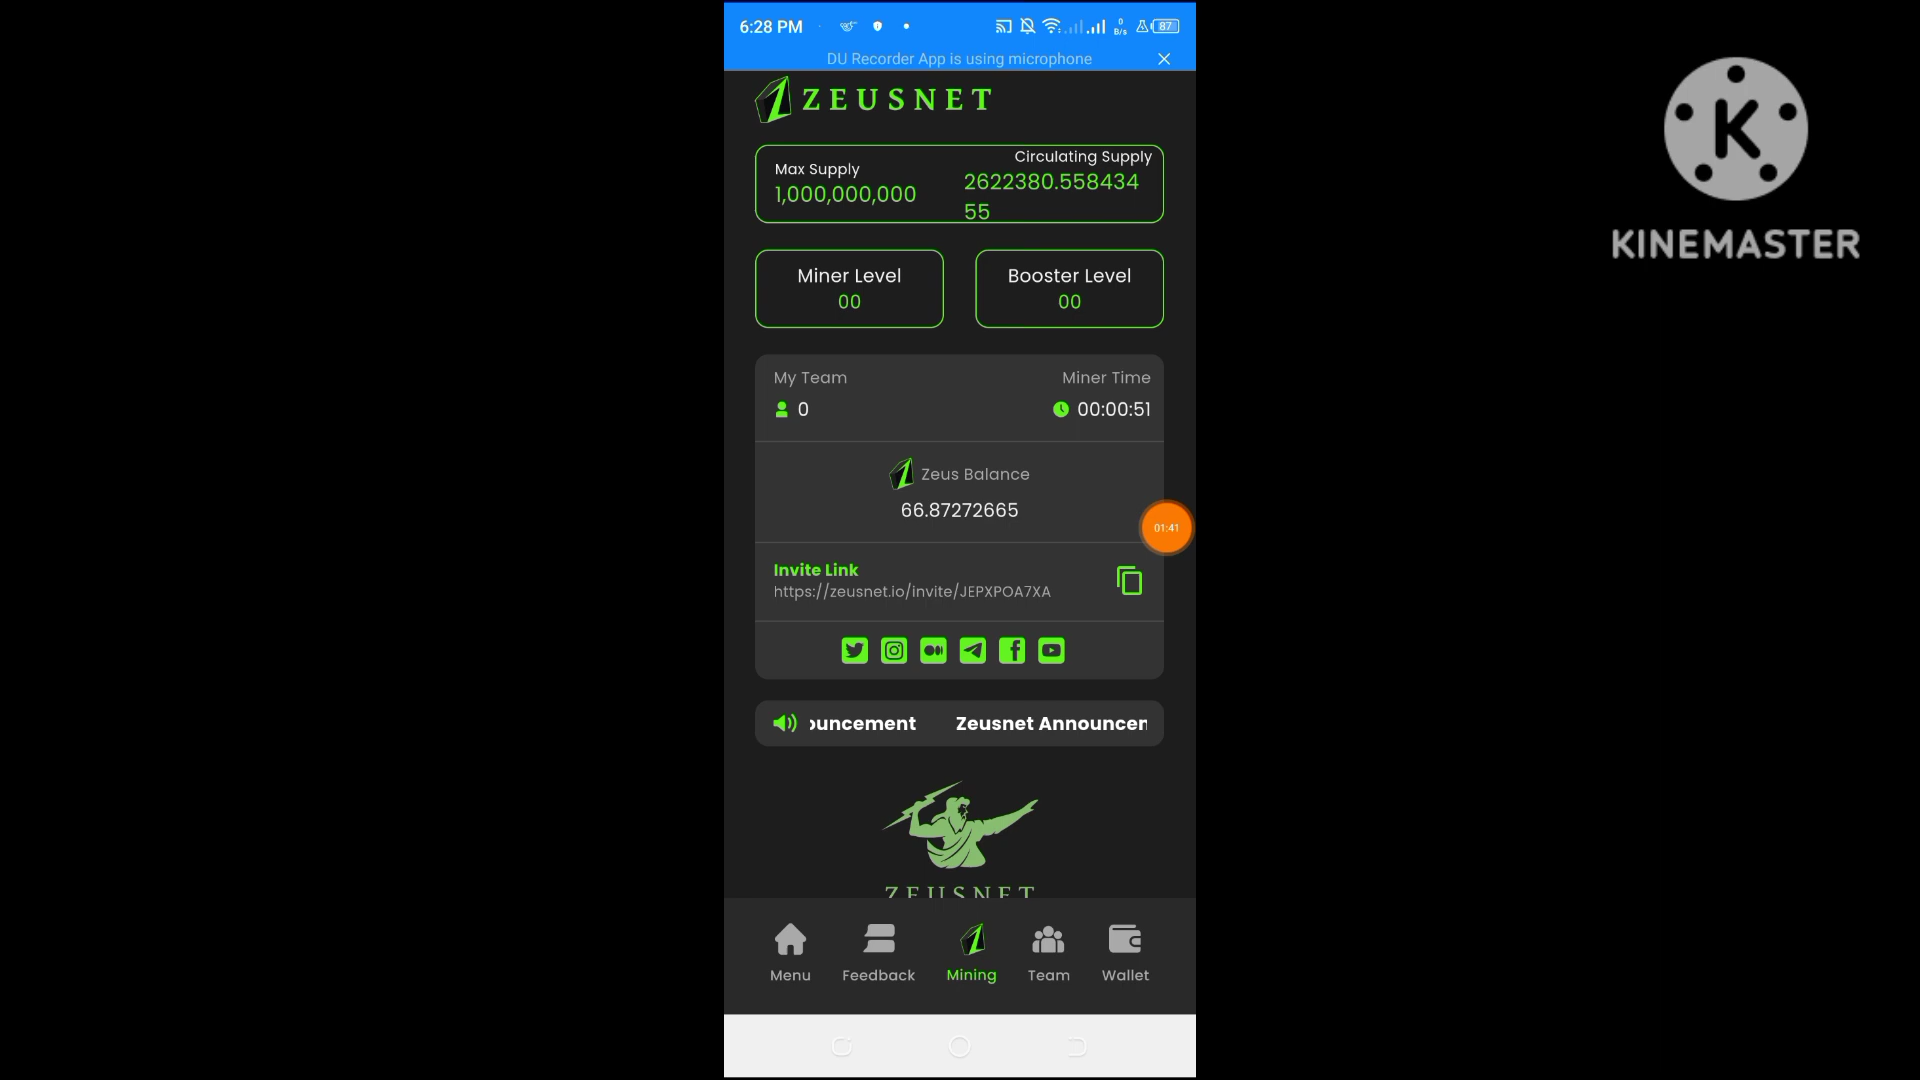 6:28 PM
0
B/s
87
DU Recorder App is using microphone
ZEUSNET
Max Supply
1,000,000,000
Circulating Supply
2622380.558434
55
Miner Level
00
Booster Level
00
My Team
0
Miner Time
00:00:51
Zeus Balance
66.87272665
01:41
Invite Link
https://zeusnet.io/invite/JEPXPOA7XA
ouncement Zeusnet Announcem
ZEUSNET
Menu
Feedback
Mining
Team
Wallet
K
KINEMASTER